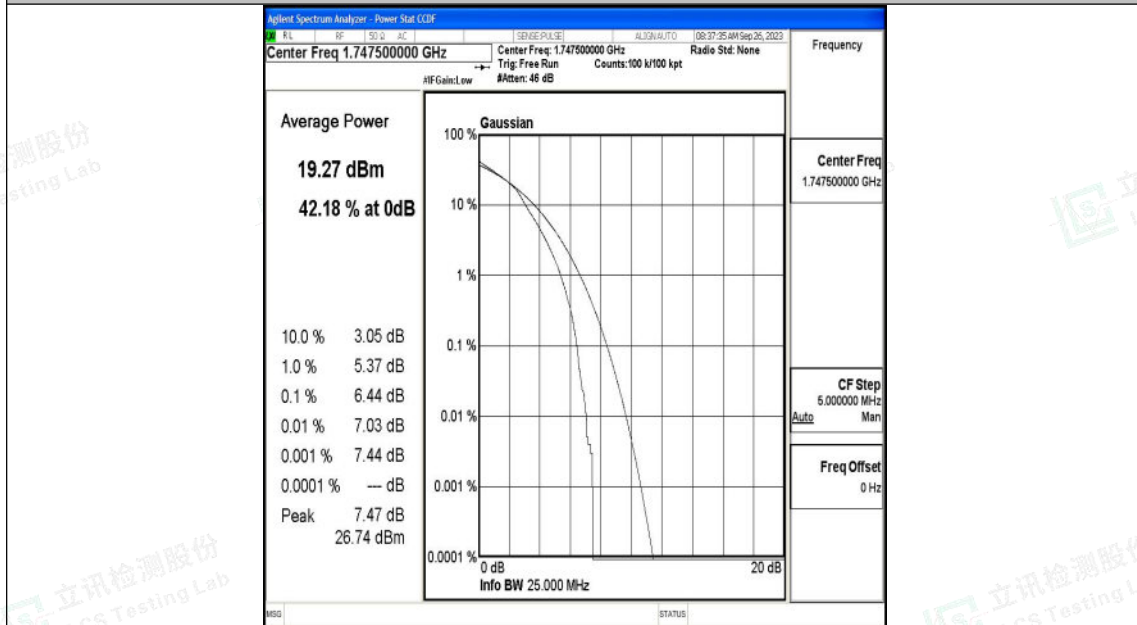 Agilent Spectrum Analyzer - Power Stat CCDF
RL RF 50 Ω AC SENSE:PULSE ALIGN AUTO 08:37:35 AM Sep 26, 2023
Center Freq 1.747500000 GHz
Center Freq: 1.747500000 GHz Radio Std: None
Trig: Free Run Counts:100 k/100 kpt
#IFGain:Low #Atten: 46 dB
Frequency
Average Power
19.27 dBm
42.18 % at 0dB
10.0 % 3.05 dB
1.0 % 5.37 dB
0.1 % 6.44 dB
0.01 % 7.03 dB
0.001 % 7.44 dB
0.0001 % --- dB
Peak 7.47 dB
26.74 dBm
Gaussian
100 %
10 %
1 %
0.1 %
0.01 %
0.001 %
0.0001 %
0 dB 20 dB
Info BW 25.000 MHz
Center Freq
1.747500000 GHz
CF Step
5.000000 MHz
Auto Man
Freq Offset
0 Hz
MSG STATUS
立讯检测股份
LCS Testing Lab
立讯检测股份